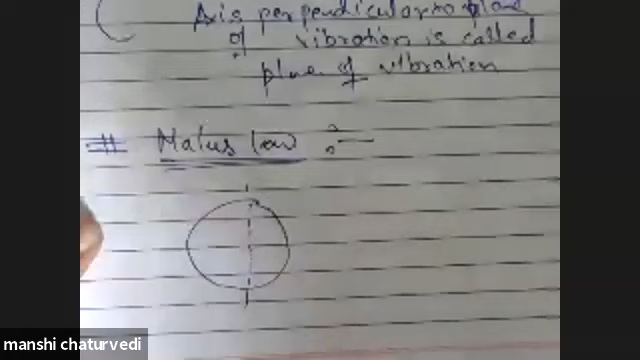 Axis perpendicular to plane
of vibration is called
plane of vibration
# Malus law :-
manshi chaturvedi